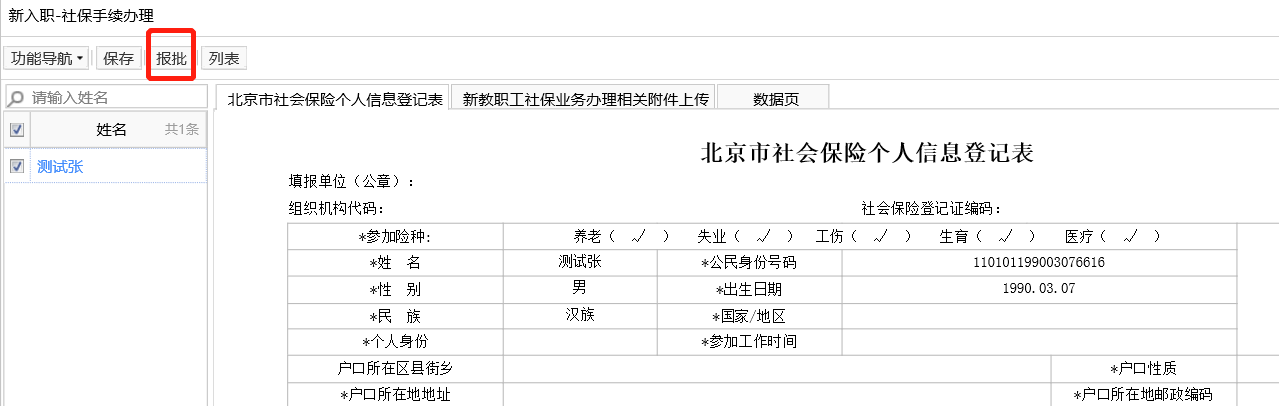 新入职-社保手续办理
功能导航 保存 报批 列表
请输入姓名
姓名 共1条
测试张
北京市社会保险个人信息登记表 新教职工社保业务办理相关附件上传 数据页
北京市社会保险个人信息登记表
填报单位（公章）：
组织机构代码： 社会保险登记证编码：
*参加险种: 养老（ ✓ ） 失业（ ✓ ） 工伤（ ✓ ） 生育（ ✓ ） 医疗（ ✓ ）
*姓 名 测试张 *公民身份号码 110101199003076616
*性 别 男 *出生日期 1990.03.07
*民 族 汉族 *国家/地区
*个人身份 *参加工作时间
户口所在区县街乡 *户口性质
*户口所在地地址 *户口所在地邮政编码